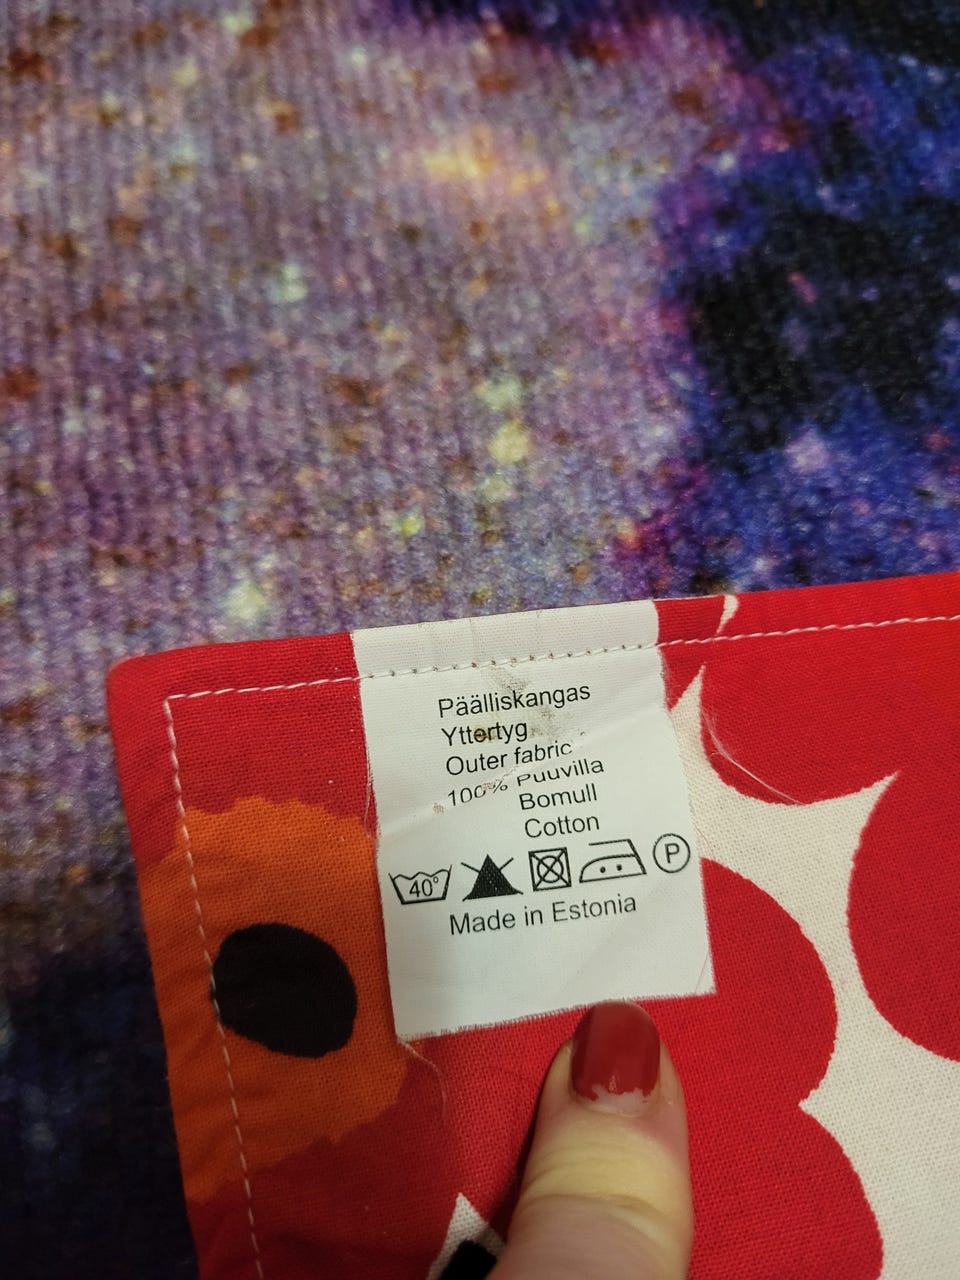 Päälliskangas
Yttertyg
Outer fabric
100% Puuvilla
Bomull
Cotton
40° P
Made in Estonia